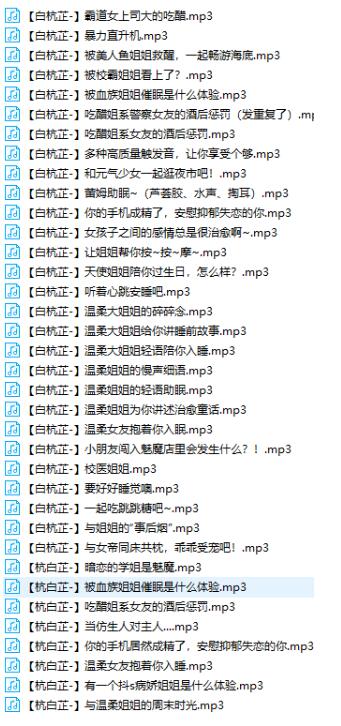 【白杭芷-】霸道女上司大的吃醋.mp3
【白杭芷-】暴力直升机.mp3
【白杭芷-】被美人鱼姐姐救醒，一起畅游海底.mp3
【白杭芷-】被校霸姐姐看上了？.mp3
【白杭芷-】被血族姐姐催眠是什么体验.mp3
【白杭芷-】吃醋姐系警察女友的酒后惩罚（发重复了）.mp
【白杭芷-】吃醋姐系女友的酒后惩罚.mp3
【白杭芷-】多种高质量触发音，让你享受个够.mp3
【白杭芷-】和元气少女一起逛夜市吧！.mp3
【白杭芷-】蕾姆助眠~（芦荟胶、水声、掏耳）.mp3
【白杭芷-】你的手机成精了，安慰抑郁失恋的你.mp3
【白杭芷-】女孩子之间的感情总是很治愈啊~.mp3
【白杭芷-】让姐姐帮你按~按~摩~.mp3
【白杭芷-】天使姐姐陪你过生日，怎么样？.mp3
【白杭芷-】听着心跳安睡吧.mp3
【白杭芷-】温柔大姐姐的碎碎念.mp3
【白杭芷-】温柔大姐姐给你讲睡前故事.mp3
【白杭芷-】温柔大姐姐轻语陪你入睡.mp3
【白杭芷-】温柔姐姐的慢声细语.mp3
【白杭芷-】温柔姐姐的轻语助眠.mp3
【白杭芷-】温柔姐姐为你讲述治愈童话.mp3
【白杭芷-】温柔女友抱着你入眠.mp3
【白杭芷-】小朋友闯入魅魔店里会发生什么？！.mp3
【白杭芷-】校医姐姐.mp3
【白杭芷-】要好好睡觉噢.mp3
【白杭芷-】一起吃跳跳糖吧~.mp3
【白杭芷-】与姐姐的“事后烟”.mp3
【白杭芷-】与女帝同床共枕，乖乖受宠吧！.mp3
【杭白芷-】暗恋的学姐是魅魔.mp3
【杭白芷-】被血族姐姐催眠是什么体验.mp3
【杭白芷-】吃醋姐系女友的酒后惩罚.mp3
【杭白芷-】当仿生人对主人....mp3
【杭白芷-】你的手机居然成精了，安慰抑郁失恋的你.mp3
【杭白芷-】温柔女友抱着你入睡.mp3
【杭白芷-】有一个抖s病娇姐姐是什么体验.mp3
【杭白芷-】与温柔姐姐的周末时光.mp3